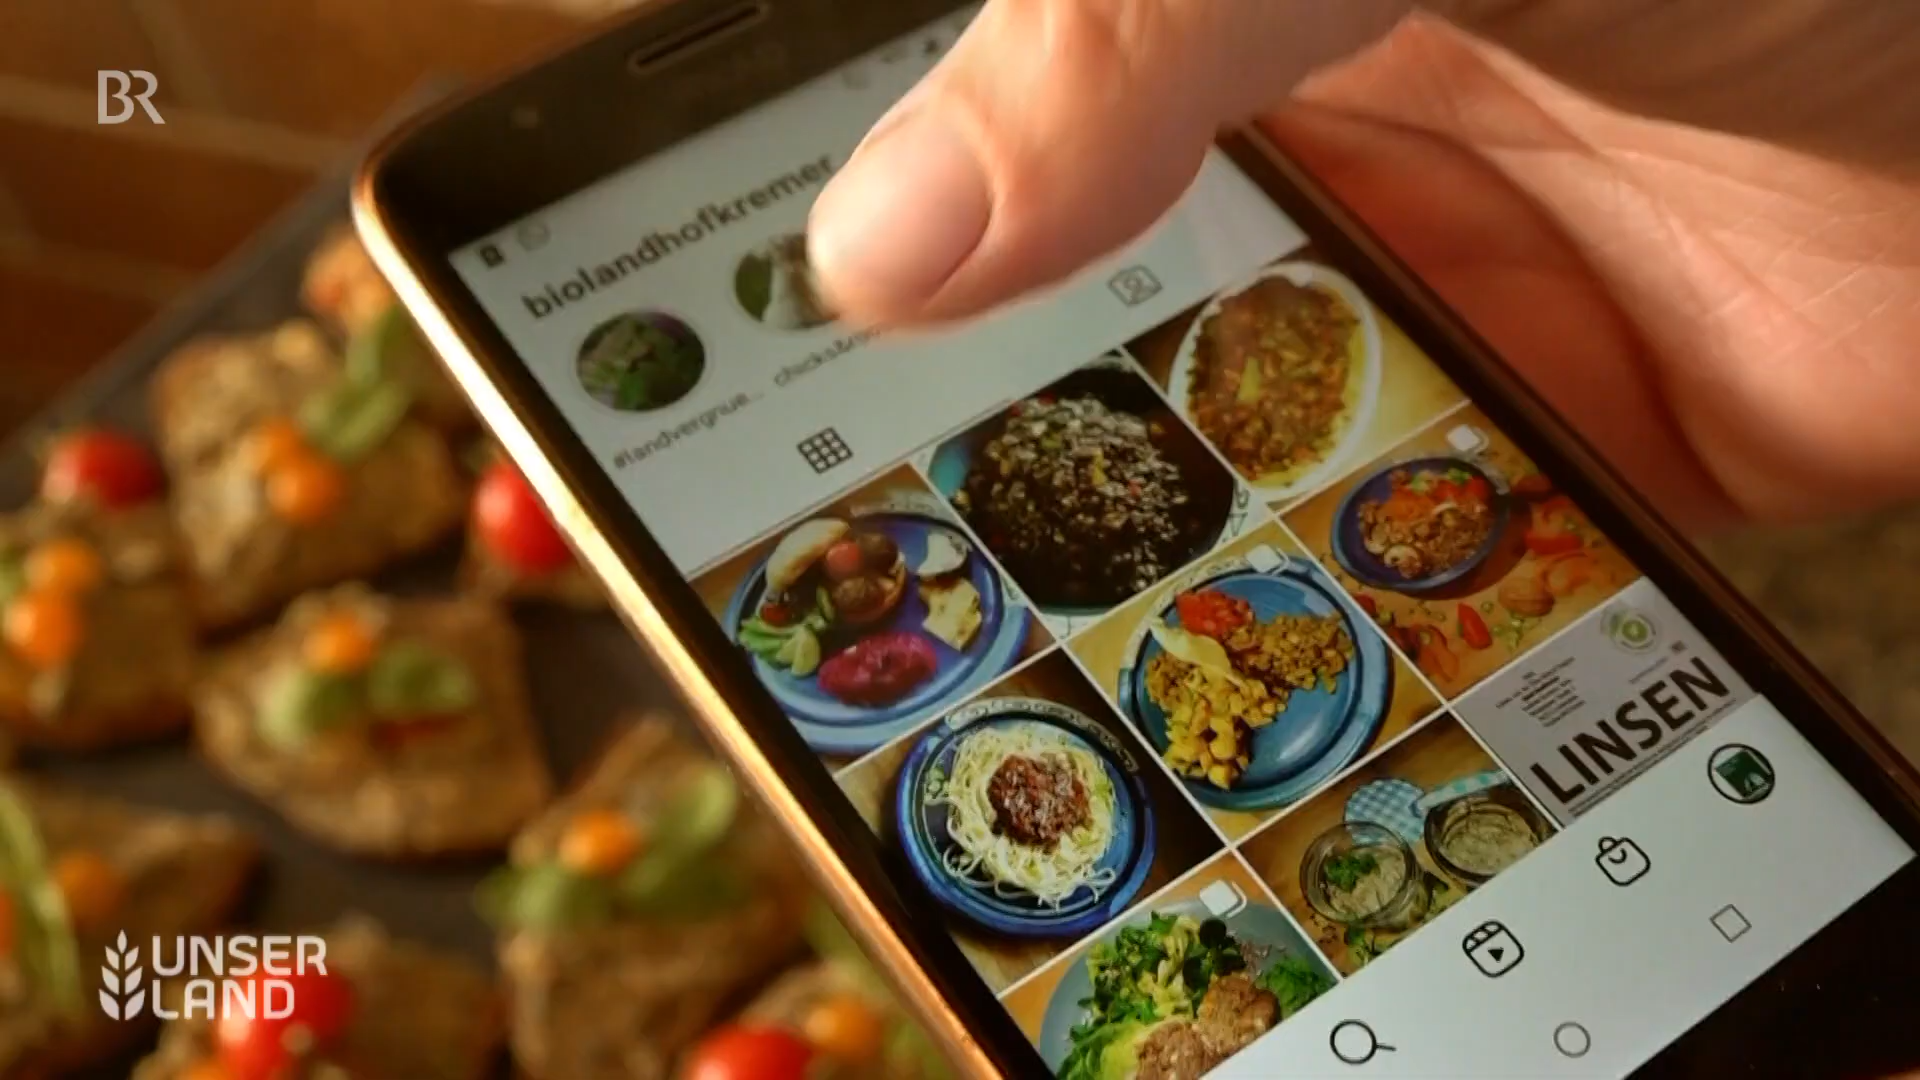 BR
biolandhofkremer
#landvergnue...
LINSEN
UNSER
LAND